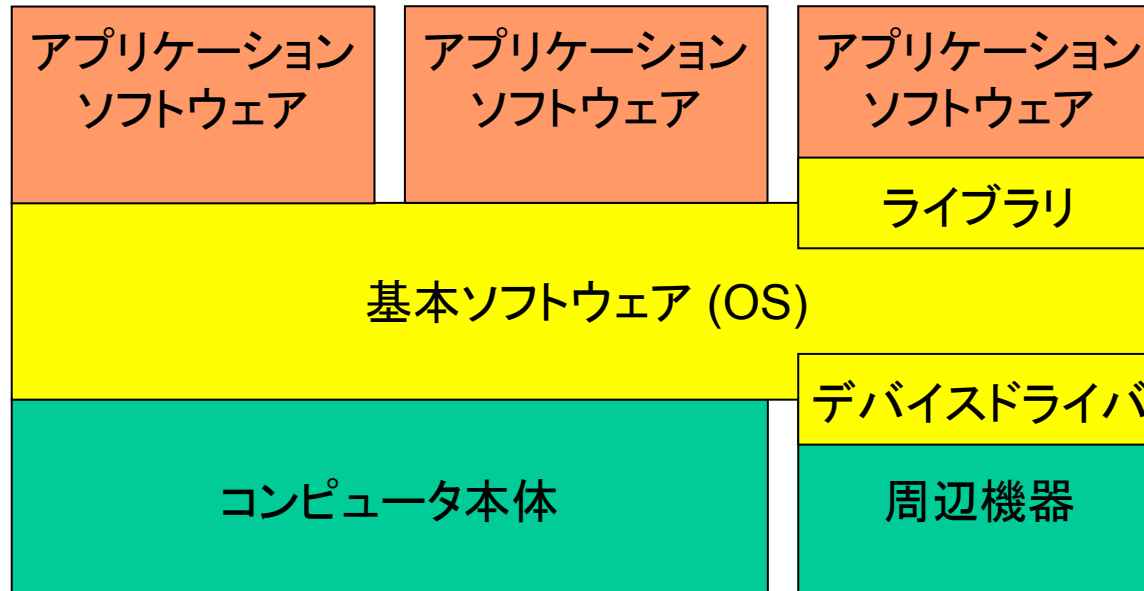 アプリケーション
ソフトウェア
アプリケーション
ソフトウェア
アプリケーション
ソフトウェア
ライブラリ
基本ソフトウェア (OS)
デバイスドライバ
コンピュータ本体
周辺機器